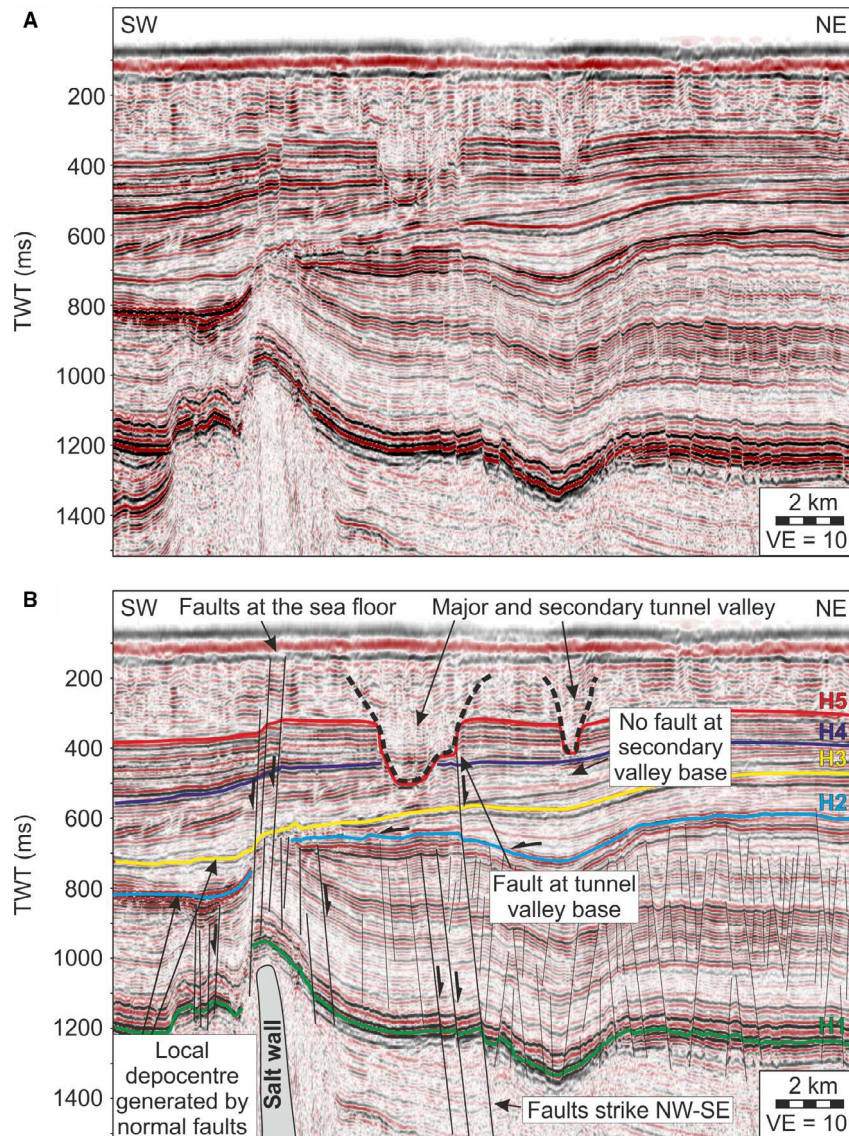 A
SW
NE
200
400
600
800
1000
1200
1400
TWT (ms)
2 km
VE = 10
B
SW
Faults at the sea floor
Major and secondary tunnel valley
NE
200
400
600
800
1000
1200
1400
TWT (ms)
H5
H4
H3
H2
H1
No fault at
secondary
valley base
Fault at tunnel
valley base
Local
depocentre
generated by
normal faults
Salt wall
Faults strike NW-SE
2 km
VE = 10